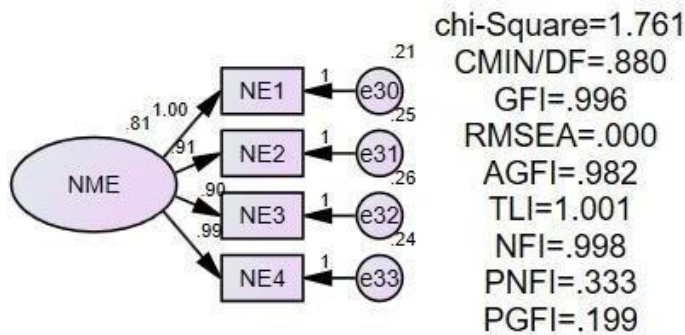 chi-Square=1.761
CMIN/DF=.880
GFI=.996
RMSEA=.000
AGFI=.982
TLI=1.001
NFI=.998
PNFI=.333
PGFI=.199
.21
.81 1.00 NE1 1 e30
.25
.91 NE2 1 e31
NME
.26
.90 NE3 1 e32
.24
.99 NE4 1 e33